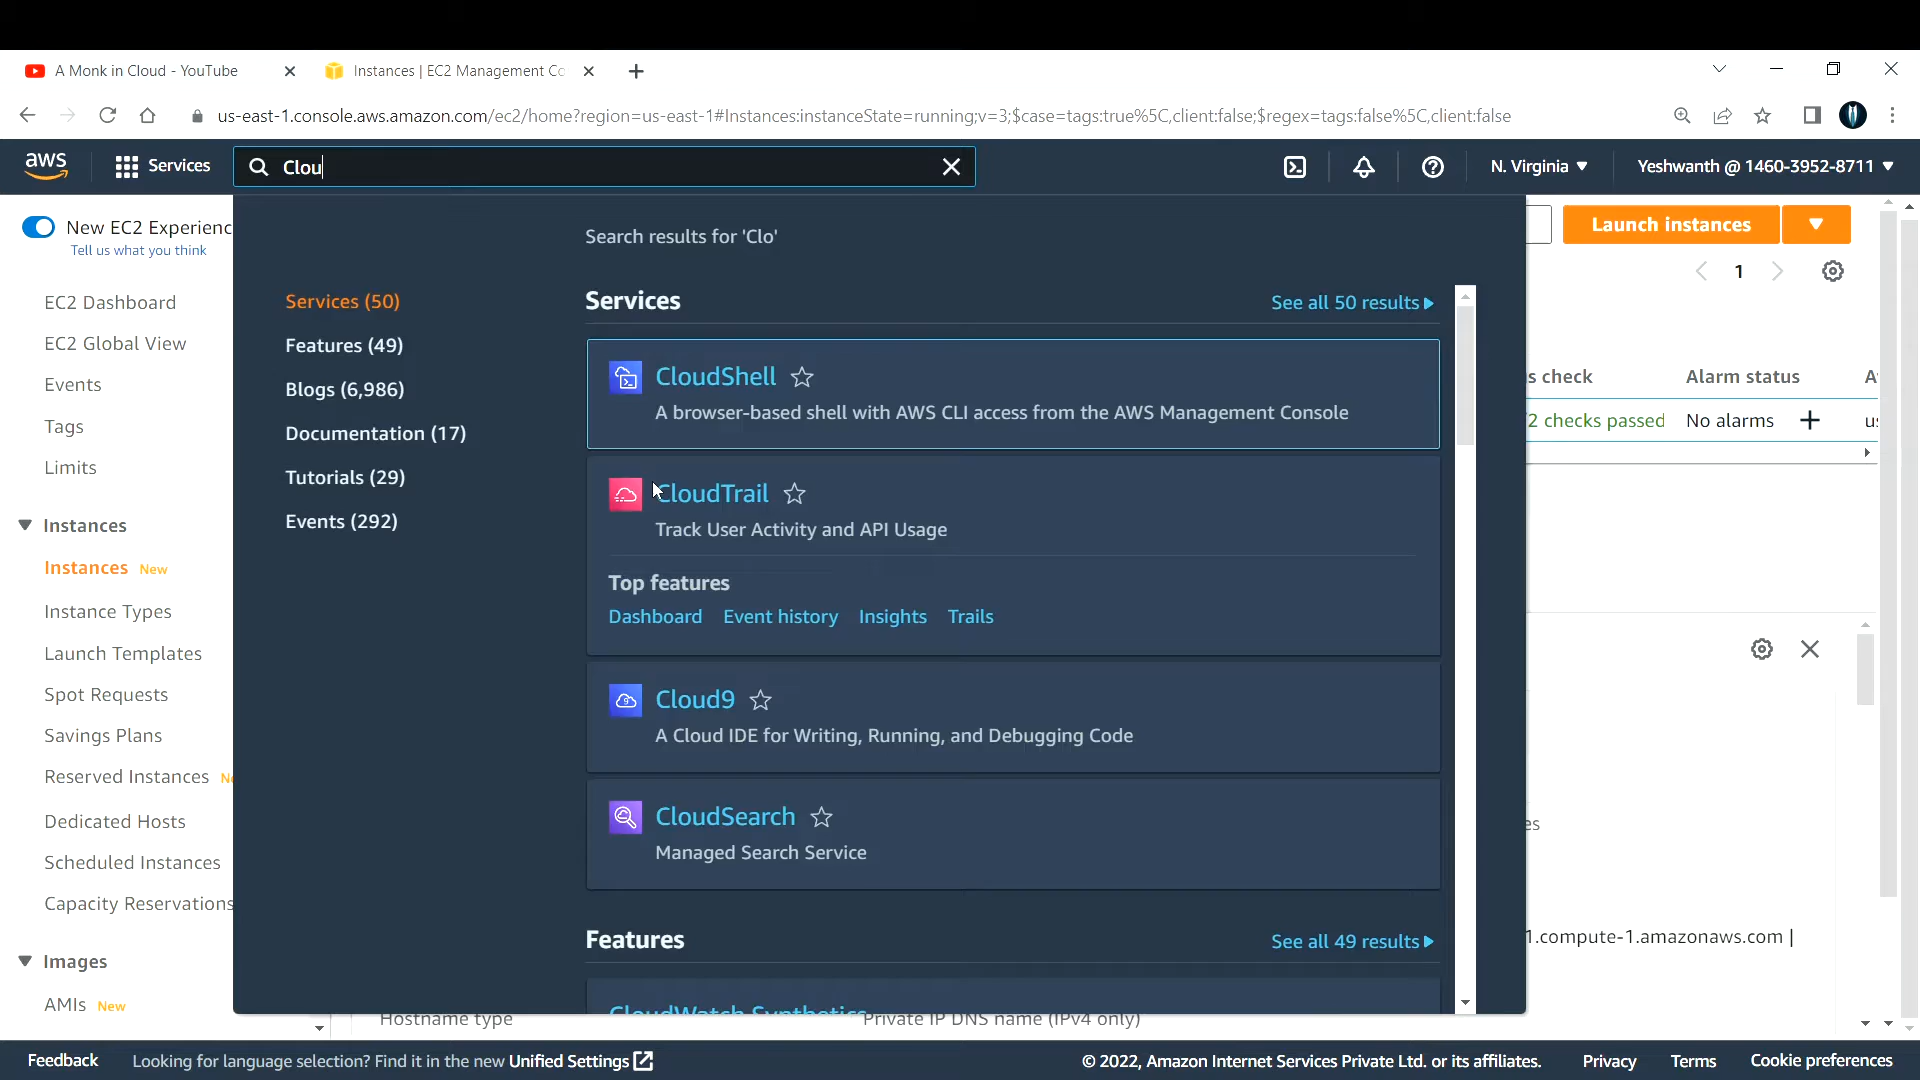 A Monk in Cloud - YouTube
Instances | EC2 Management Co
us-east-1.console.aws.amazon.com/ec2/home?region=us-east-1#Instances:instanceState=running;v=3;$case=tags:true%5C,client:false;$regex=tags:false%5C,client:false
aws
Services
Clou
N. Virginia
Yeshwanth @ 1460-3952-8711
New EC2 Experienc
Tell us what you think
EC2 Dashboard
EC2 Global View
Events
Tags
Limits
Instances
Instances New
Instance Types
Launch Templates
Spot Requests
Savings Plans
Reserved Instances
Dedicated Hosts
Scheduled Instances
Capacity Reservations
Images
AMIs New
Search results for 'Clo'
Services (50)
Features (49)
Blogs (6,986)
Documentation (17)
Tutorials (29)
Events (292)
Services
See all 50 results
CloudShell
A browser-based shell with AWS CLI access from the AWS Management Console
CloudTrail
Track User Activity and API Usage
Top features
Dashboard Event history Insights Trails
Cloud9
A Cloud IDE for Writing, Running, and Debugging Code
CloudSearch
Managed Search Service
Features
See all 49 results
CloudWatch Synthetics
Launch instances
1
s check
Alarm status
2 checks passed
No alarms
es
1.compute-1.amazonaws.com |
Hostname type
Private IP DNS name (IPv4 only)
Feedback
Looking for language selection? Find it in the new Unified Settings
© 2022, Amazon Internet Services Private Ltd. or its affiliates.
Privacy
Terms
Cookie preferences